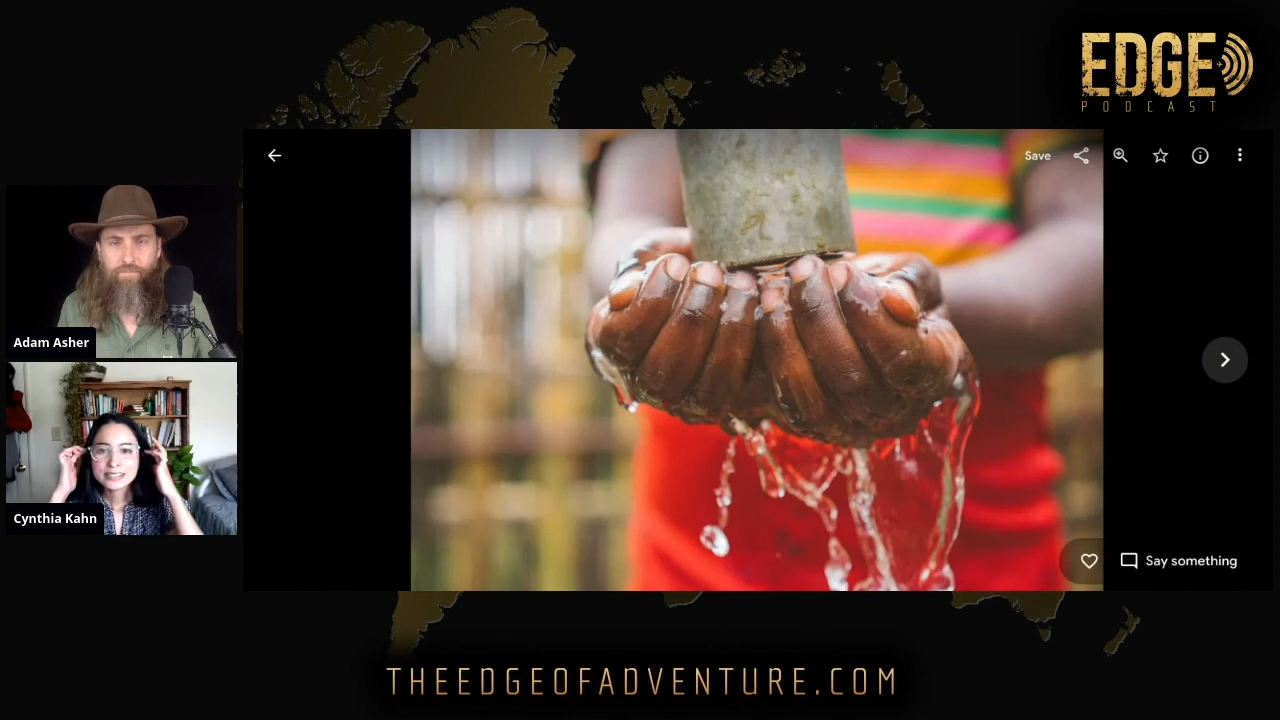 EDGE
PODCAST
Save
Adam Asher
Cynthia Kahn
Say something
THEEDGEOFADVENTURE.COM